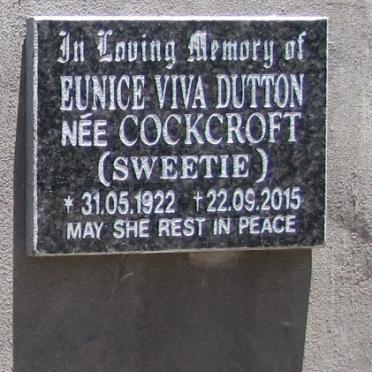 In Loving Memory of
EUNICE VIVA DUTTON
NÉE COCKCROFT
(SWEETIE)
* 31.05.1922 †22.09.2015
MAY SHE REST IN PEACE